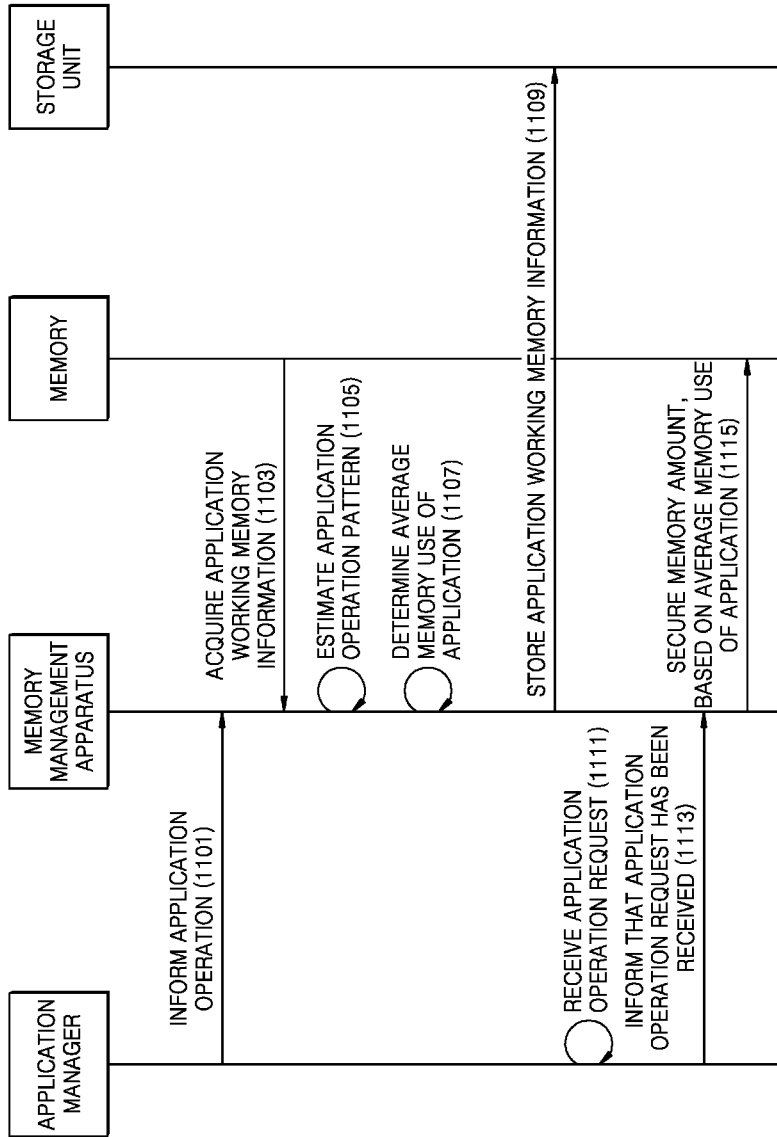 APPLICATION
MANAGER
MEMORY
MANAGEMENT
APPARATUS
MEMORY
STORAGE
UNIT
INFORM APPLICATION
OPERATION (1101)
ACQUIRE APPLICATION
WORKING MEMORY
INFORMATION (1103)
ESTIMATE APPLICATION
OPERATION PATTERN (1105)
DETERMINE AVERAGE
MEMORY USE OF
APPLICATION (1107)
STORE APPLICATION WORKING MEMORY INFORMATION (1109)
RECEIVE APPLICATION
OPERATION REQUEST (1111)
INFORM THAT APPLICATION
OPERATION REQUEST HAS BEEN
RECEIVED (1113)
SECURE MEMORY AMOUNT,
BASED ON AVERAGE MEMORY USE
OF APPLICATION (1115)